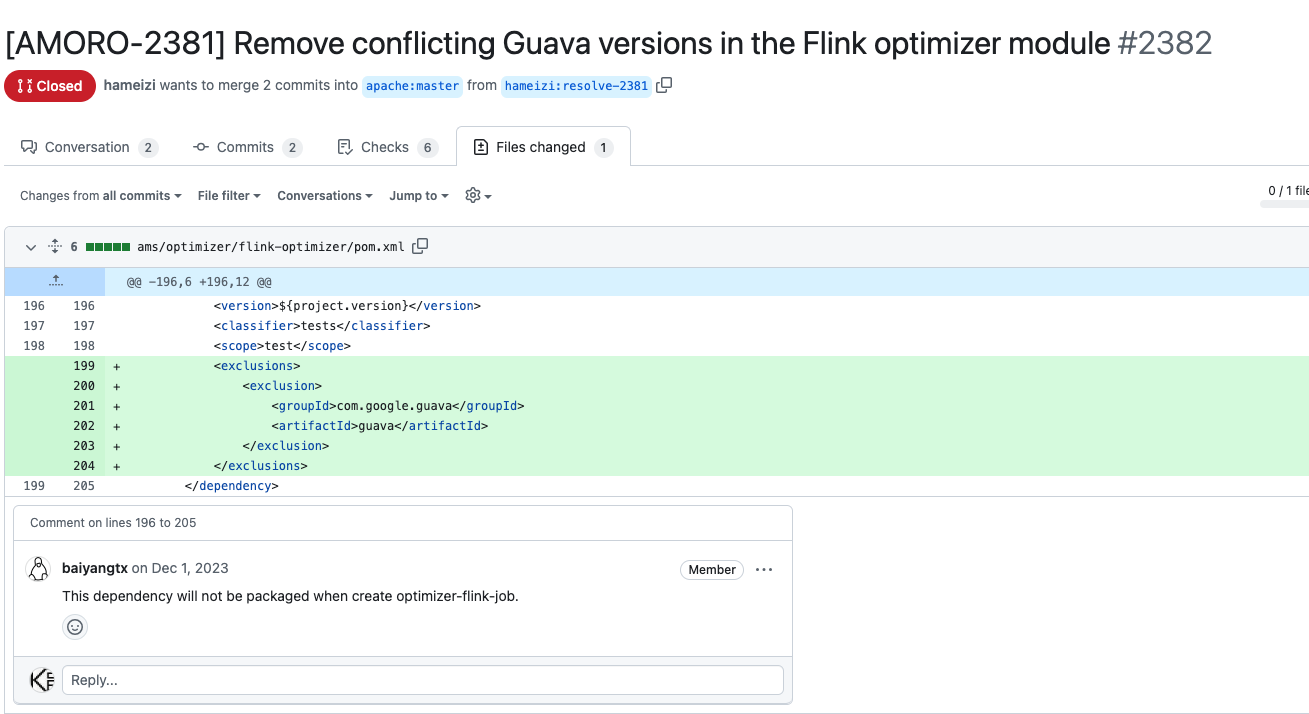 [AMORO-2381] Remove conflicting Guava versions in the Flink optimizer module #2382
Closed hameizi wants to merge 2 commits into apache:master from hameizi:resolve-2381
Conversation 2 Commits 2 Checks 6 Files changed 1
Changes from all commits File filter Conversations Jump to 0 / 1 file
6 ams/optimizer/flink-optimizer/pom.xml
@@ -196,6 +196,12 @@
196 196 <version>${project.version}</version>
197 197 <classifier>tests</classifier>
198 198 <scope>test</scope>
199 + <exclusions>
200 + <exclusion>
201 + <groupId>com.google.guava</groupId>
202 + <artifactId>guava</artifactId>
203 + </exclusion>
204 + </exclusions>
199 205 </dependency>
Comment on lines 196 to 205
baiyangtx on Dec 1, 2023 Member
This dependency will not be packaged when create optimizer-flink-job.
Reply...